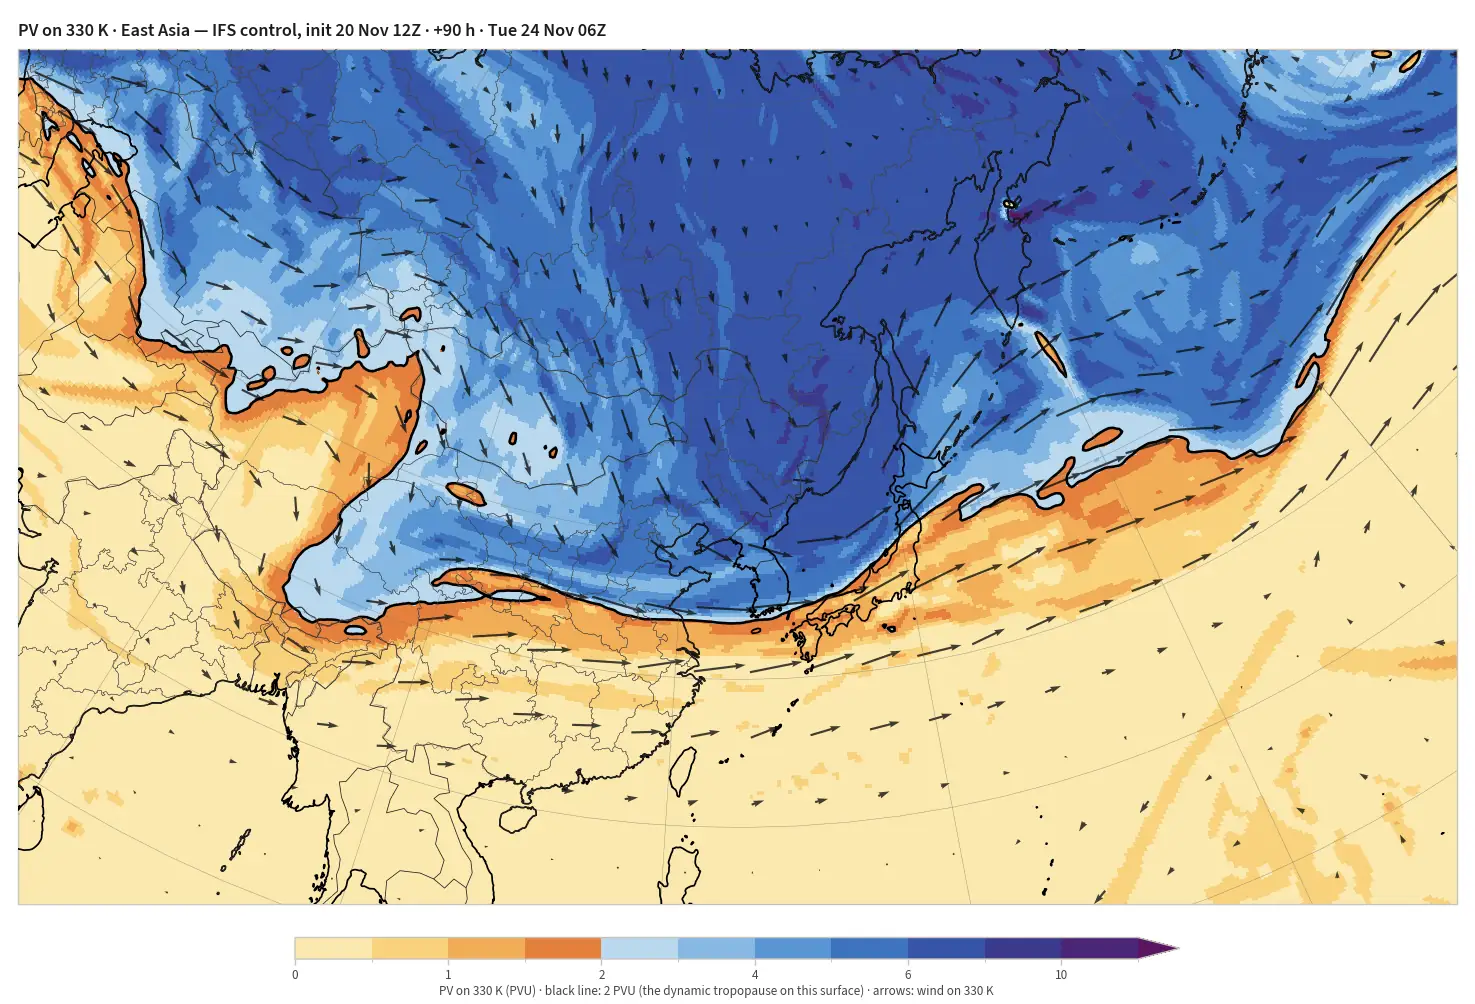 PV on 330 K · East Asia — IFS control, init 20 Nov 12Z · +90 h · Tue 24 Nov 06Z
0 1 2 4 6 10
PV on 330 K (PVU) · black line: 2 PVU (the dynamic tropopause on this surface) · arrows: wind on 330 K